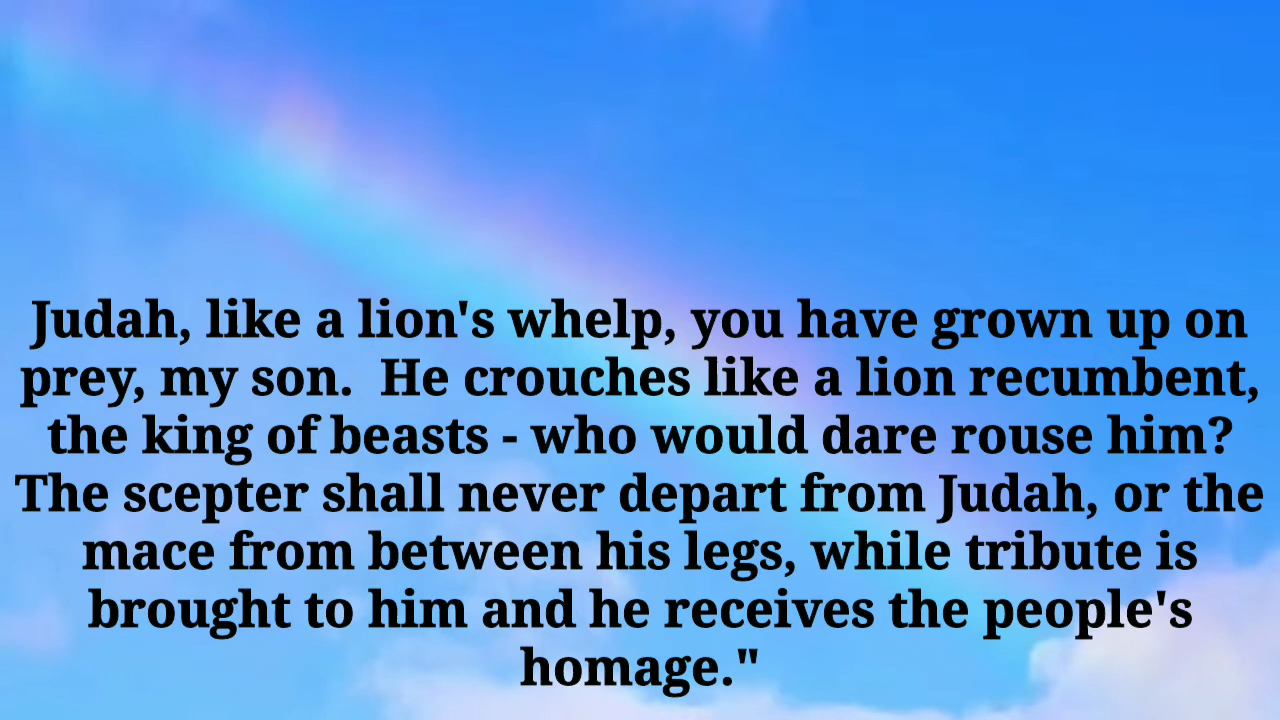 Judah, like a lion's whelp, you have grown up on
prey, my son.  He crouches like a lion recumbent,
the king of beasts - who would dare rouse him?
The scepter shall never depart from Judah, or the
mace from between his legs, while tribute is
brought to him and he receives the people's
homage."